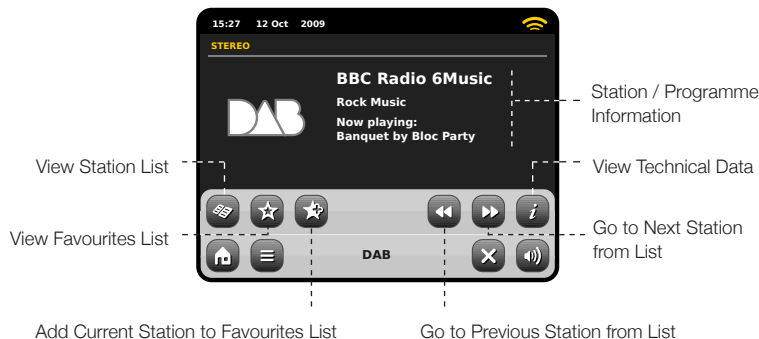 15:27 12 Oct 2009
STEREO
BBC Radio 6Music
Rock Music
Now playing:
Banquet by Bloc Party
DAB
Station / Programme
Information
View Station List
View Technical Data
i
View Favourites List
Go to Next Station
from List
DAB
Add Current Station to Favourites List
Go to Previous Station from List